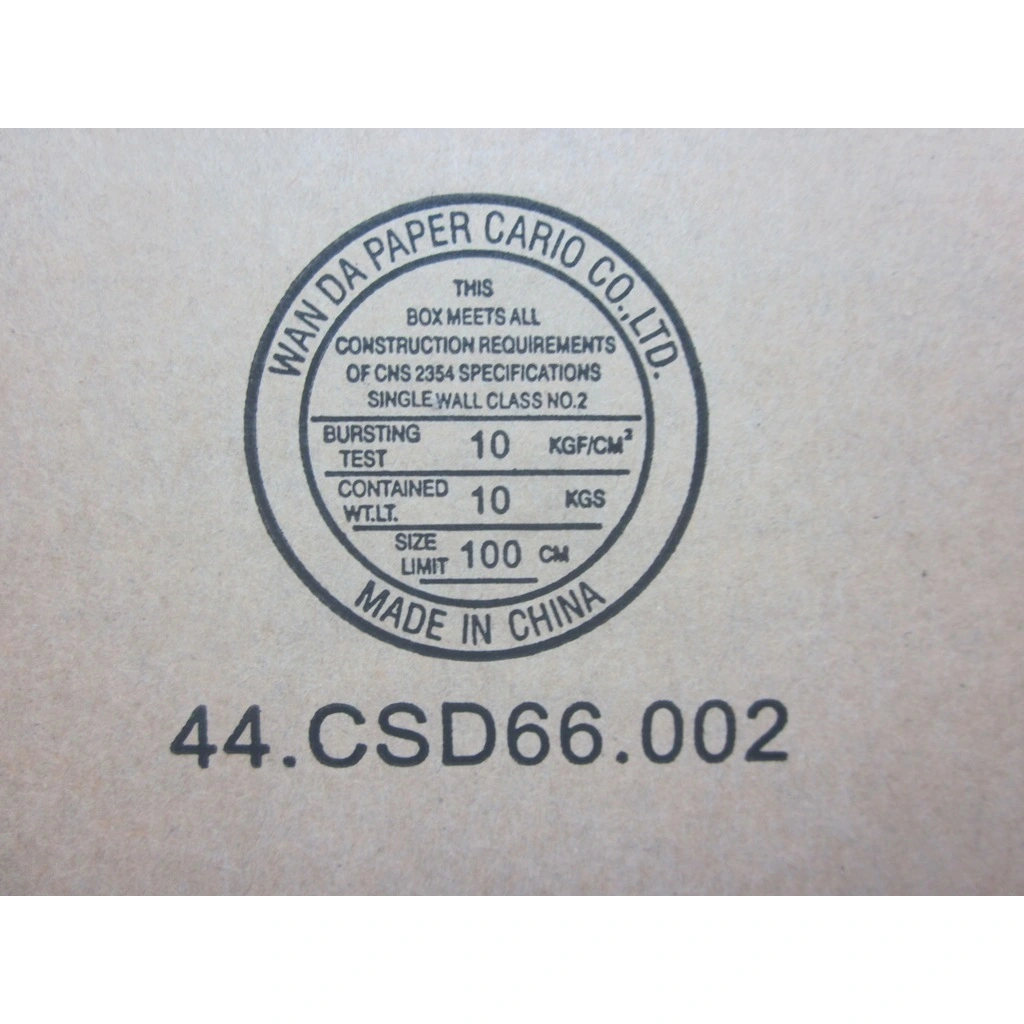 WAN DA PAPER CARIO CO.,LTD.
THIS
BOX MEETS ALL
CONSTRUCTION REQUIREMENTS
OF CNS 2354 SPECIFICATIONS
SINGLE WALL CLASS NO.2
BURSTING TEST 10 KGF/CM²
CONTAINED WT.LT. 10 KGS
SIZE LIMIT 100 CM
MADE IN CHINA
44.CSD66.002